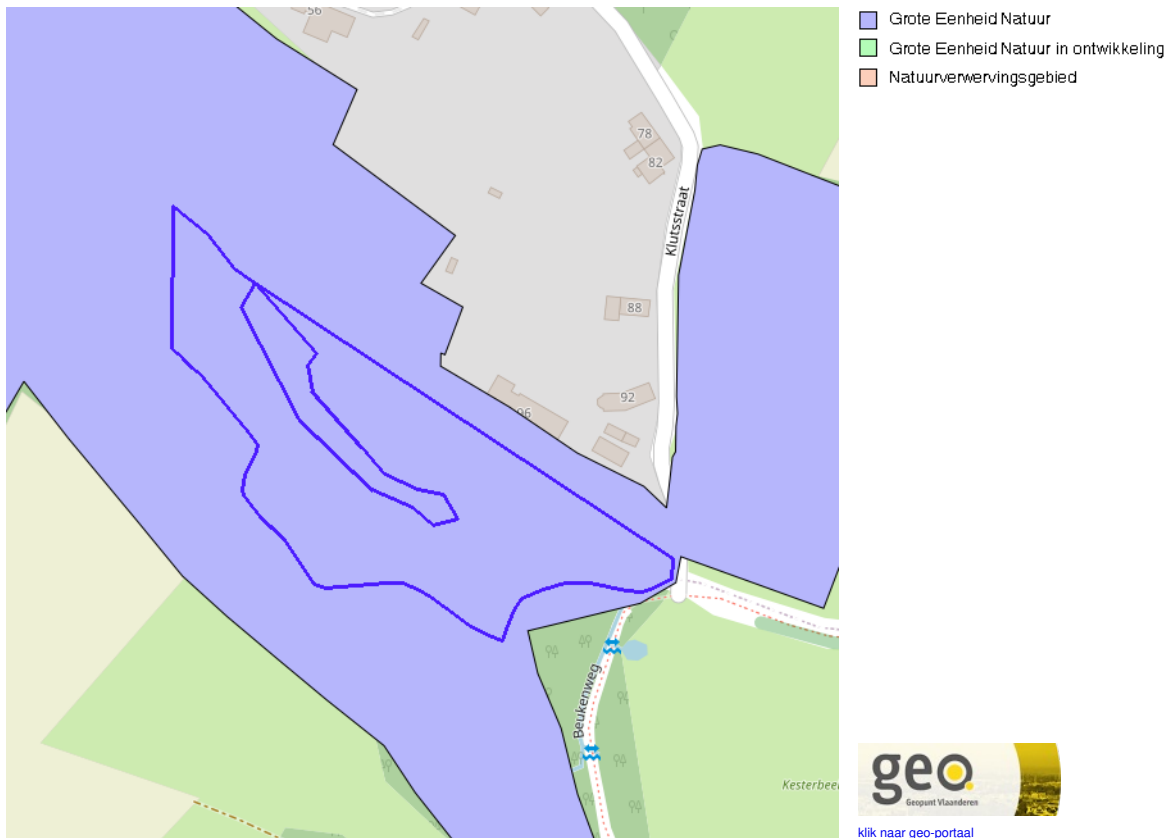 56
78
82
Klutsstraat
88
92
96
Beukenweg
Kesterbeek
Grote Eenheid Natuur
Grote Eenheid Natuur in ontwikkeling
Natuurverwervingsgebied
geo.
Geopunt Vlaanderen
klik naar geo-portaal